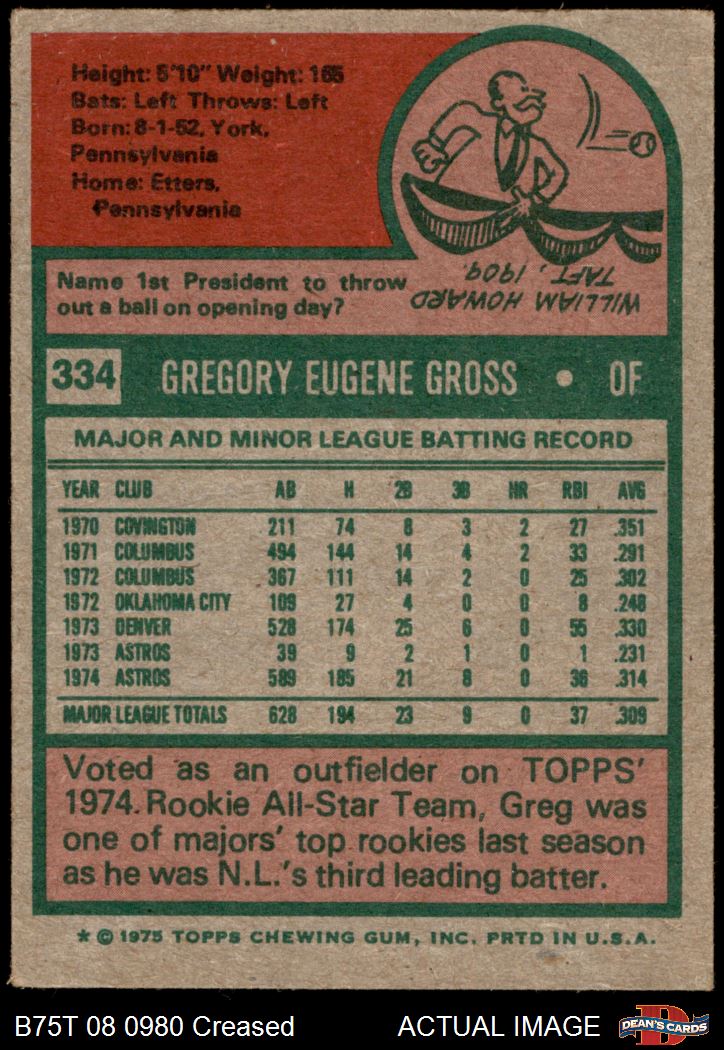 Height: 5'10" Weight: 165
Bats: Left Throws: Left
Born: 8-1-52, York,
Pennsylvania
Home: Etters,
Pennsylvania
Name 1st President to throw
out a ball on opening day?
WILLIAM HOWARD
TAFT, 1909.
334 GREGORY EUGENE GROSS • OF
MAJOR AND MINOR LEAGUE BATTING RECORD
YEAR CLUB AB H 2B 3B HR RBI AVG
1970 COVINGTON 211 74 8 3 2 27 .351
1971 COLUMBUS 494 144 14 4 2 33 .291
1972 COLUMBUS 367 111 14 2 0 25 .302
1972 OKLAHOMA CITY 109 27 4 0 0 8 .248
1973 DENVER 528 174 25 6 0 55 .330
1973 ASTROS 39 9 2 1 0 1 .231
1974 ASTROS 589 185 21 8 0 36 .314
MAJOR LEAGUE TOTALS 628 194 23 9 0 37 .309
Voted as an outfielder on TOPPS'
1974 Rookie All-Star Team, Greg was
one of majors' top rookies last season
as he was N.L.'s third leading batter.
* © 1975 TOPPS CHEWING GUM, INC. PRTD IN U.S.A.
B75T 08 0980 Creased ACTUAL IMAGE
D
DEAN'S CARDS